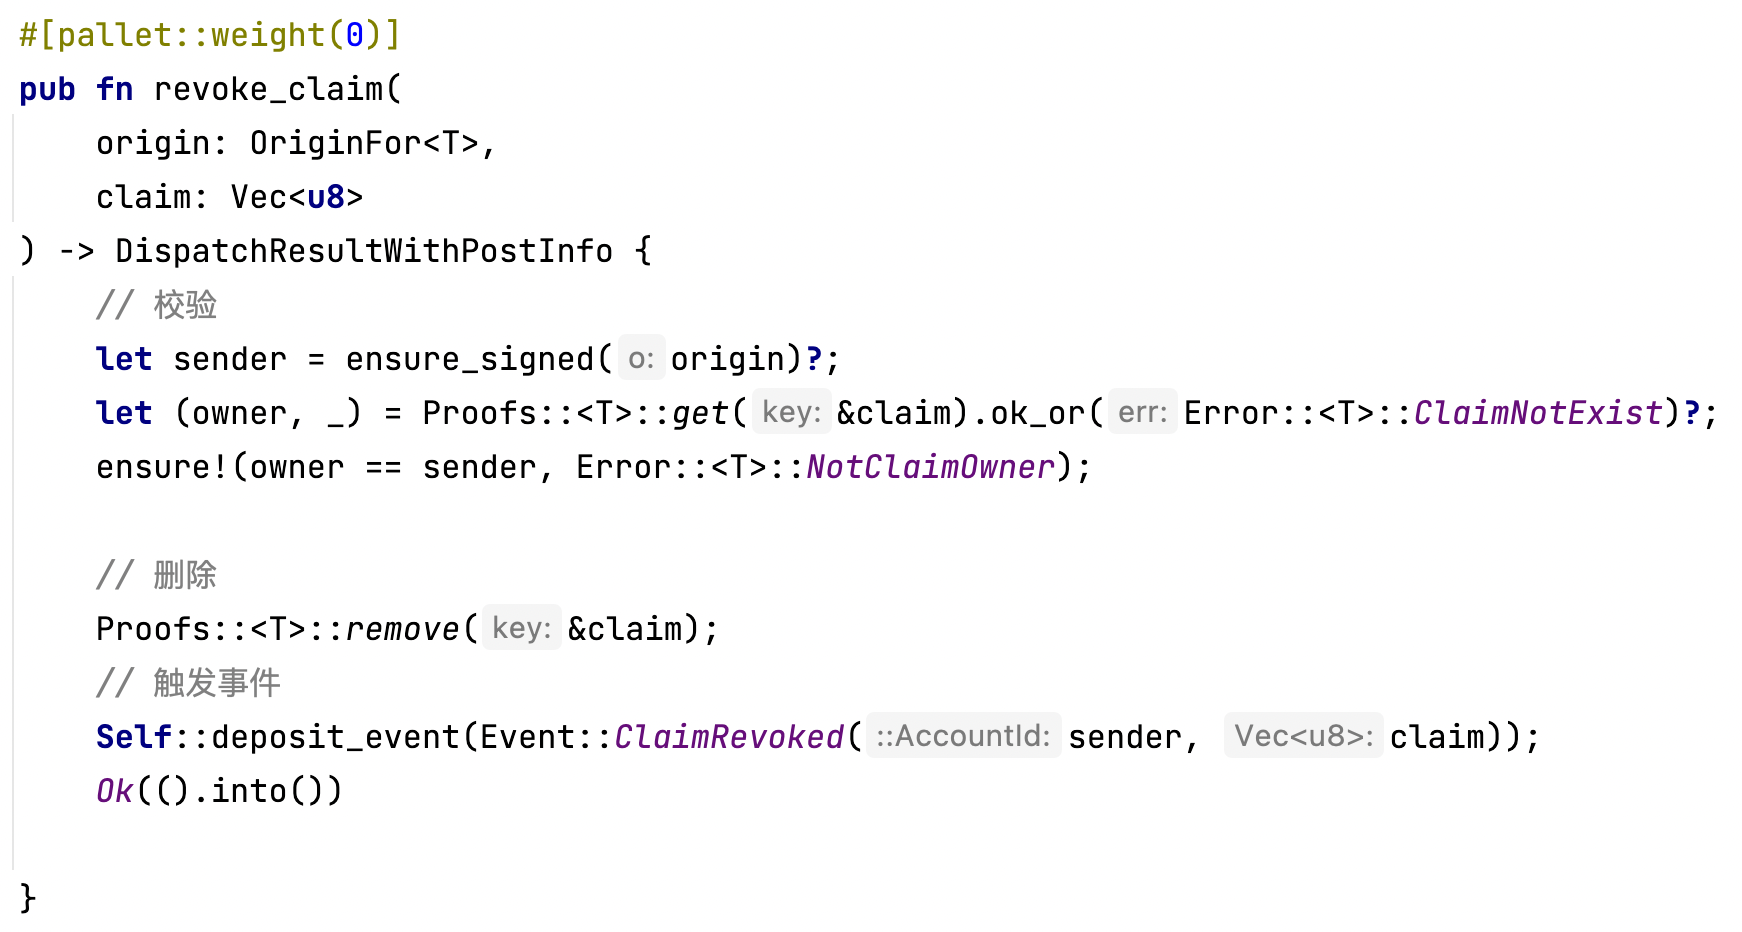 #[pallet::weight(0)]
pub fn revoke_claim(
    origin: OriginFor<T>,
    claim: Vec<u8>
) -> DispatchResultWithPostInfo {
    // 校验
    let sender = ensure_signed( o: origin)?;
    let (owner, _) = Proofs::<T>::get( key: &claim).ok_or( err: Error::<T>::ClaimNotExist)?;
    ensure!(owner == sender, Error::<T>::NotClaimOwner);

    // 删除
    Proofs::<T>::remove( key: &claim);
    // 触发事件
    Self::deposit_event(Event::ClaimRevoked( ::AccountId: sender, Vec<u8>: claim));
    Ok(().into())

}